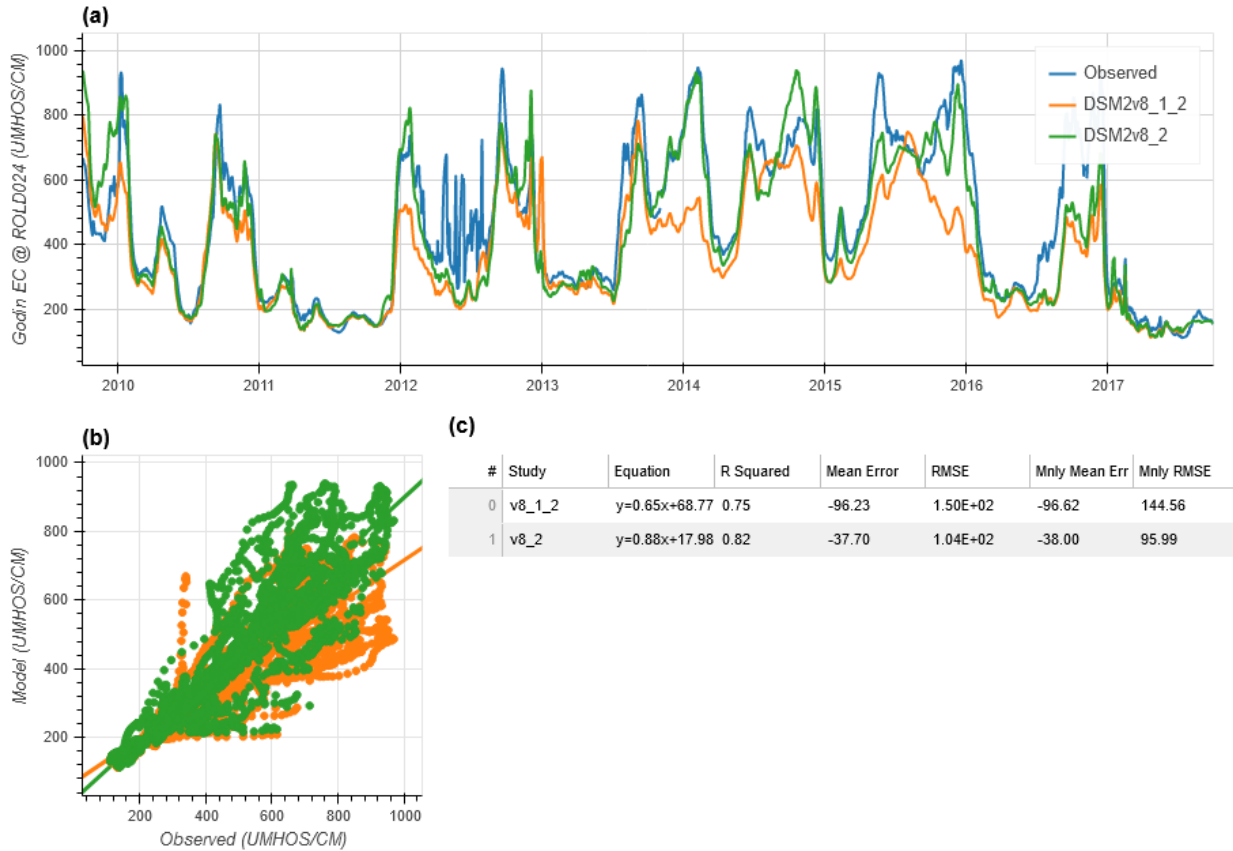 (a)
Godin EC @ ROLD024 (UMHOS/CM)
1000
800
600
400
200
Observed
DSM2v8_1_2
DSM2v8_2
2010 2011 2012 2013 2014 2015 2016 2017
(b)
Model (UMHOS/CM)
1000
800
600
400
200
200 400 600 800 1000
Observed (UMHOS/CM)
(c)
# Study Equation R Squared Mean Error RMSE Mnly Mean Err Mnly RMSE
0 v8_1_2 y=0.65x+68.77 0.75 -96.23 1.50E+02 -96.62 144.56
1 v8_2 y=0.88x+17.98 0.82 -37.70 1.04E+02 -38.00 95.99